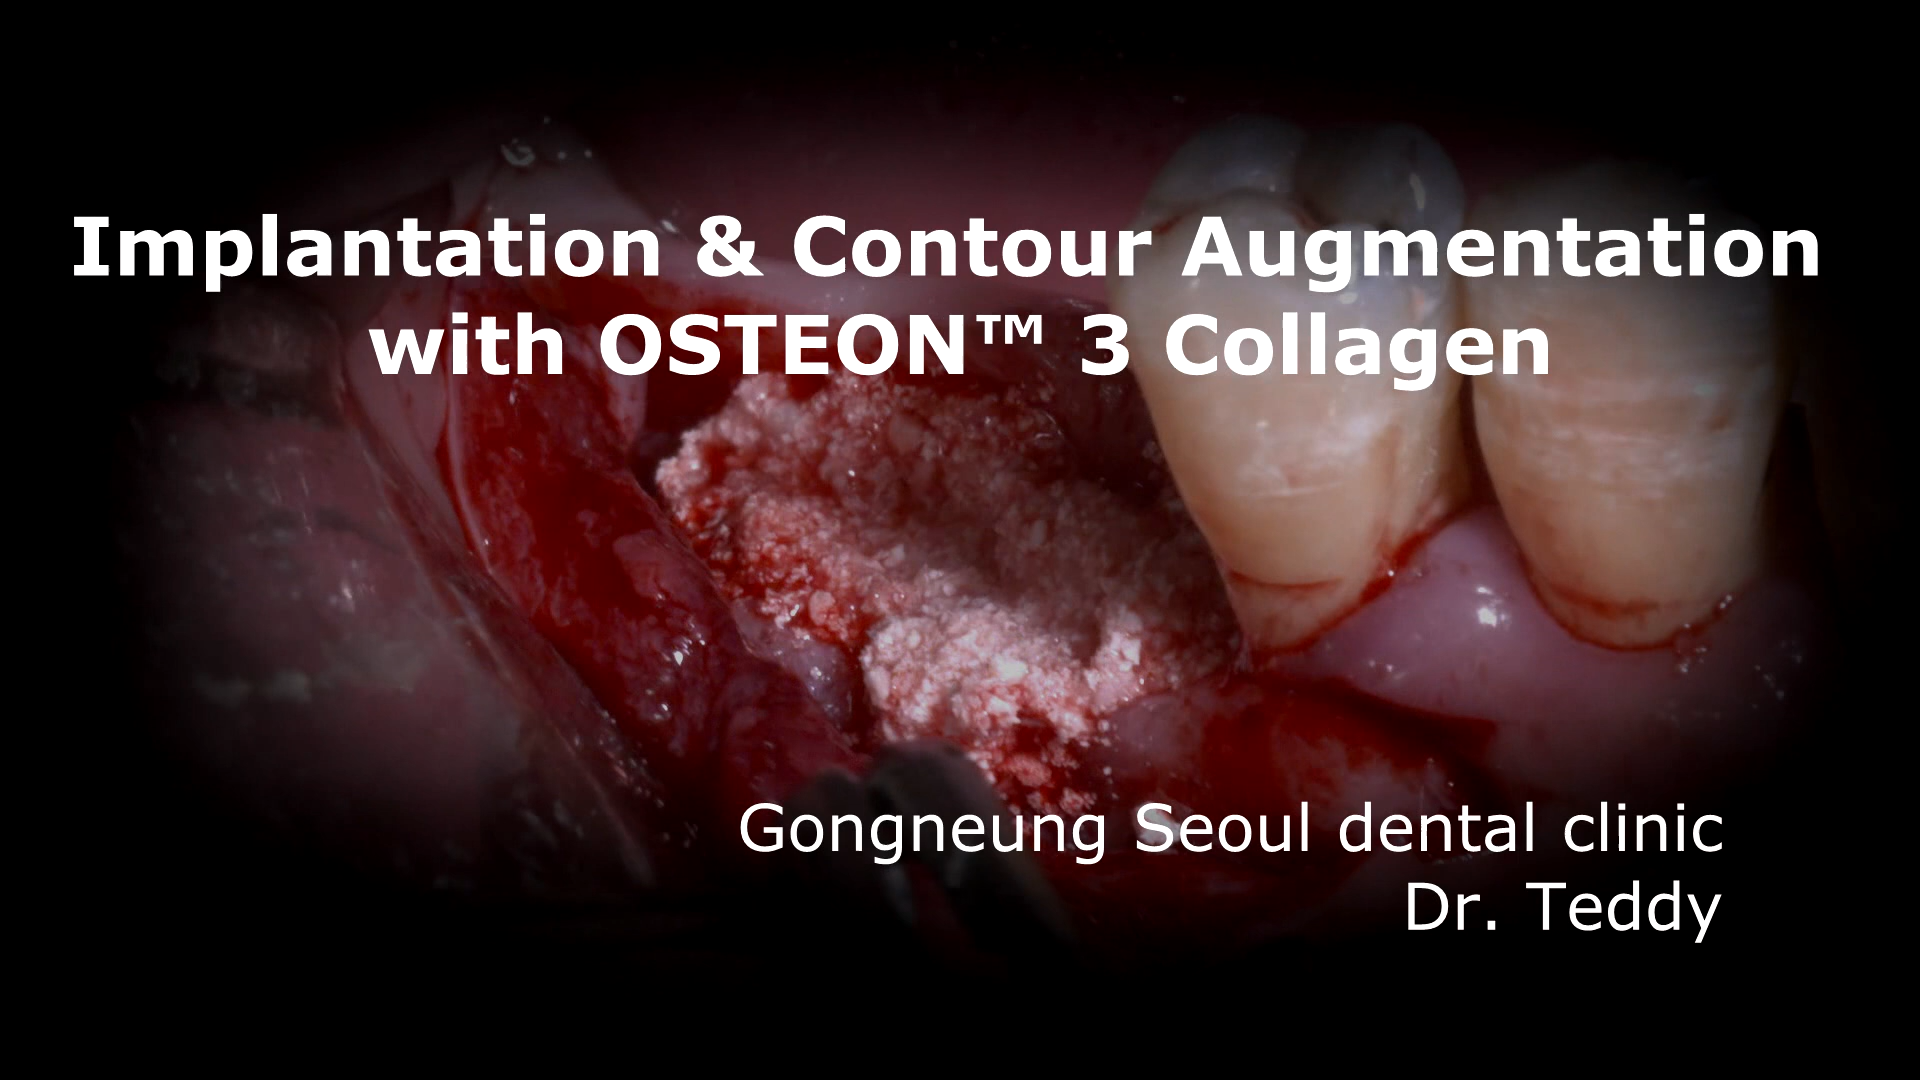 Implantation & Contour Augmentation
with OSTEON™ 3 Collagen
Gongneung Seoul dental clinic
Dr. Teddy